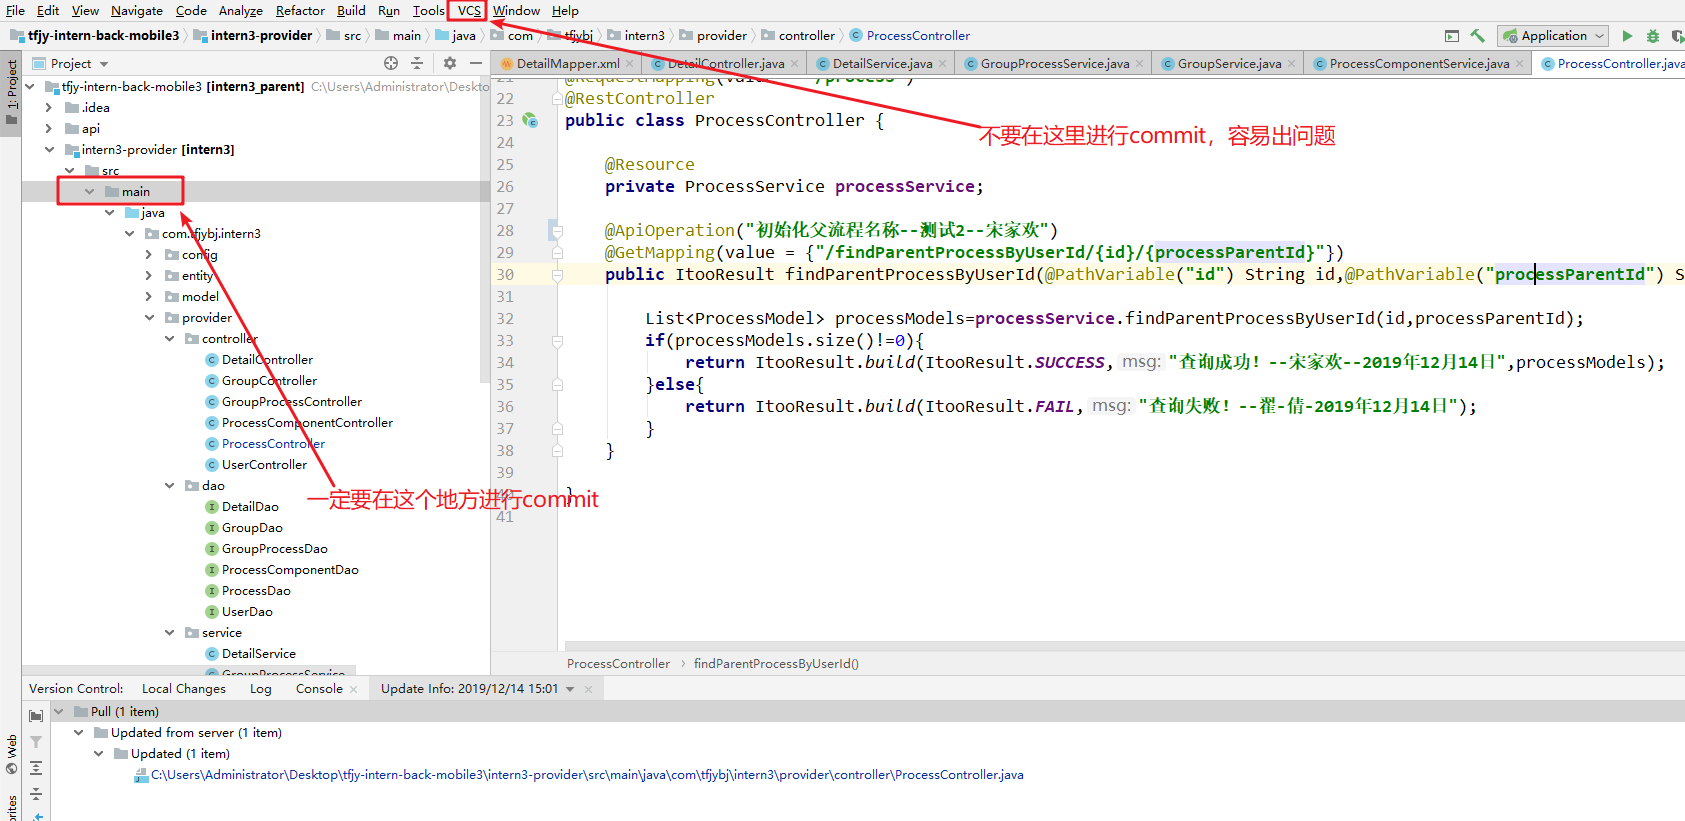 File Edit View Navigate Code Analyze Refactor Build Run Tools VCS Window Help
tfjy-intern-back-mobile3 intern3-provider src main java com tfjybj intern3 provider controller ProcessController Application
Project DetailMapper.xml DetailController.java DetailService.java GroupProcessService.java GroupService.java ProcessComponentService.java ProcessController.java
1: Project
tfjy-intern-back-mobile3 [intern3_parent] C:\Users\Administrator\Deskto
.idea
api
intern3-provider [intern3]
src
main
java
com.tfjybj.intern3
config
entity
model
provider
controller
DetailController
GroupController
GroupProcessController
ProcessComponentController
ProcessController
UserController
dao
DetailDao
GroupDao
GroupProcessDao
ProcessComponentDao
ProcessDao
UserDao
service
DetailService
GroupProcessService
21 @RequestMapping(value = "/process")
22 @RestController
23 public class ProcessController {
24
25 @Resource
26 private ProcessService processService;
27
28 @ApiOperation("初始化父流程名称--测试2--宋家欢")
29 @GetMapping(value = {"/findParentProcessByUserId/{id}/{processParentId}"})
30 public ItooResult findParentProcessByUserId(@PathVariable("id") String id,@PathVariable("processParentId") S
31
32 List<ProcessModel> processModels=processService.findParentProcessByUserId(id,processParentId);
33 if(processModels.size()!=0){
34 return ItooResult.build(ItooResult.SUCCESS, msg: "查询成功！--宋家欢--2019年12月14日",processModels);
35 }else{
36 return ItooResult.build(ItooResult.FAIL, msg: "查询失败！--翟-倩-2019年12月14日");
37 }
38 }
39
40 }
41
不要在这里进行commit，容易出问题
一定要在这个地方进行commit
ProcessController findParentProcessByUserId()
Version Control: Local Changes Log Console Update Info: 2019/12/14 15:01
Pull (1 item)
Updated from server (1 item)
Updated (1 item)
C:\Users\Administrator\Desktop\tfjy-intern-back-mobile3\intern3-provider\src\main\java\com\tfjybj\intern3\provider\controller\ProcessController.java
Web
orites